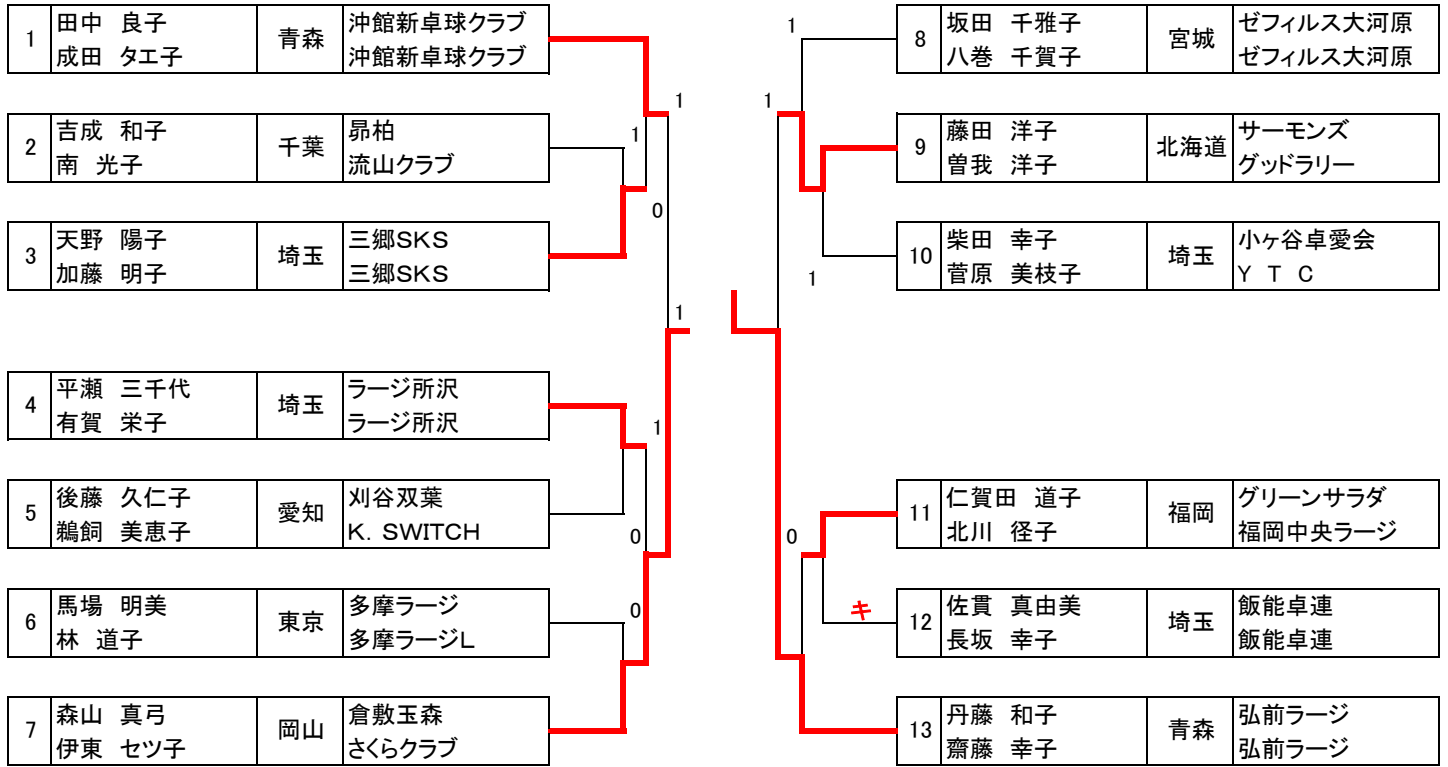 1 田中 良子 青森 沖館新卓球クラブ
成田 タエ子 沖館新卓球クラブ
1
2 吉成 和子 千葉 昴柏
南 光子 流山クラブ
1
0
3 天野 陽子 埼玉 三郷SKS
加藤 明子 三郷SKS
1
4 平瀬 三千代 埼玉 ラージ所沢
有賀 栄子 ラージ所沢
1
5 後藤 久仁子 愛知 刈谷双葉
鵜飼 美恵子 K．SWITCH
0
6 馬場 明美 東京 多摩ラージ
林 道子 多摩ラージL
0
7 森山 真弓 岡山 倉敷玉森
伊東 セツ子 さくらクラブ
1
8 坂田 千雅子 宮城 ゼフィルス大河原
八巻 千賀子 ゼフィルス大河原
1
9 藤田 洋子 北海道 サーモンズ
曽我 洋子 グッドラリー
10 柴田 幸子 埼玉 小ヶ谷卓愛会
菅原 美枝子 Y T C
1
11 仁賀田 道子 福岡 グリーンサラダ
北川 径子 福岡中央ラージ
0
キ
12 佐貫 真由美 埼玉 飯能卓連
長坂 幸子 飯能卓連
13 丹藤 和子 青森 弘前ラージ
齋藤 幸子 弘前ラージ